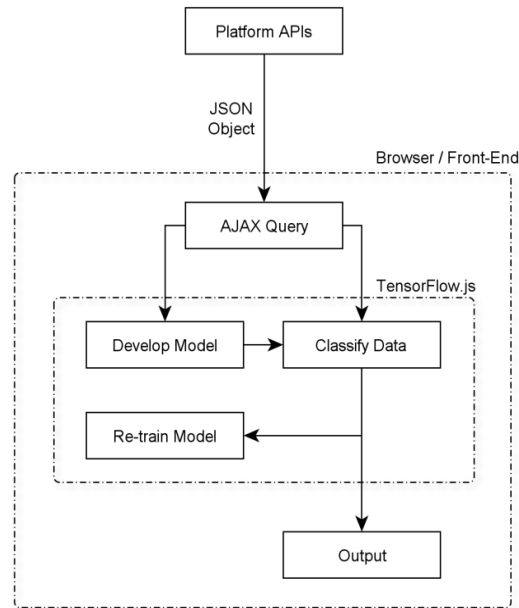 Platform APIs
JSON
Object
Browser / Front-End
AJAX Query
TensorFlow.js
Develop Model
Classify Data
Re-train Model
Output